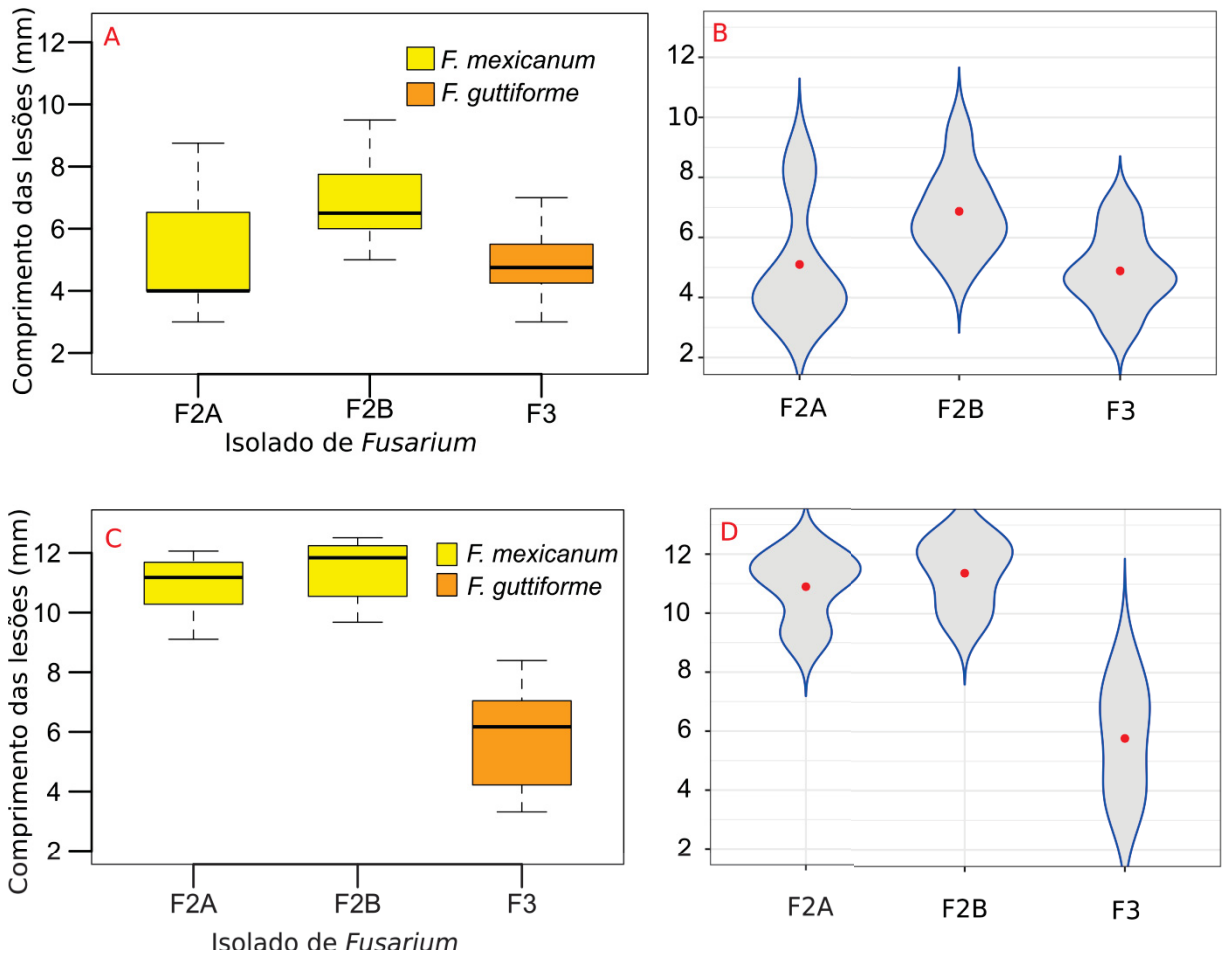 A
Comprimento das lesões (mm)
12
10
8
6
4
2
F. mexicanum
F. guttiforme
F2A
F2B
F3
Isolado de Fusarium
B
12
10
8
6
4
2
F2A
F2B
F3
C
Comprimento das lesões (mm)
12
10
8
6
4
2
F. mexicanum
F. guttiforme
F2A
F2B
F3
Isolado de Fusarium
D
12
10
8
6
4
2
F2A
F2B
F3